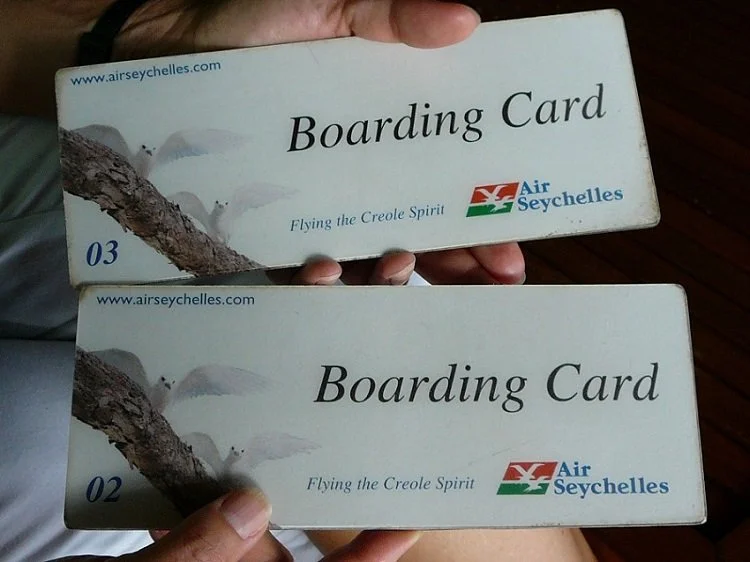 www.airseychelles.com
Boarding Card
Air
Seychelles
Flying the Creole Spirit
03
www.airseychelles.com
Boarding Card
Air
Seychelles
Flying the Creole Spirit
02